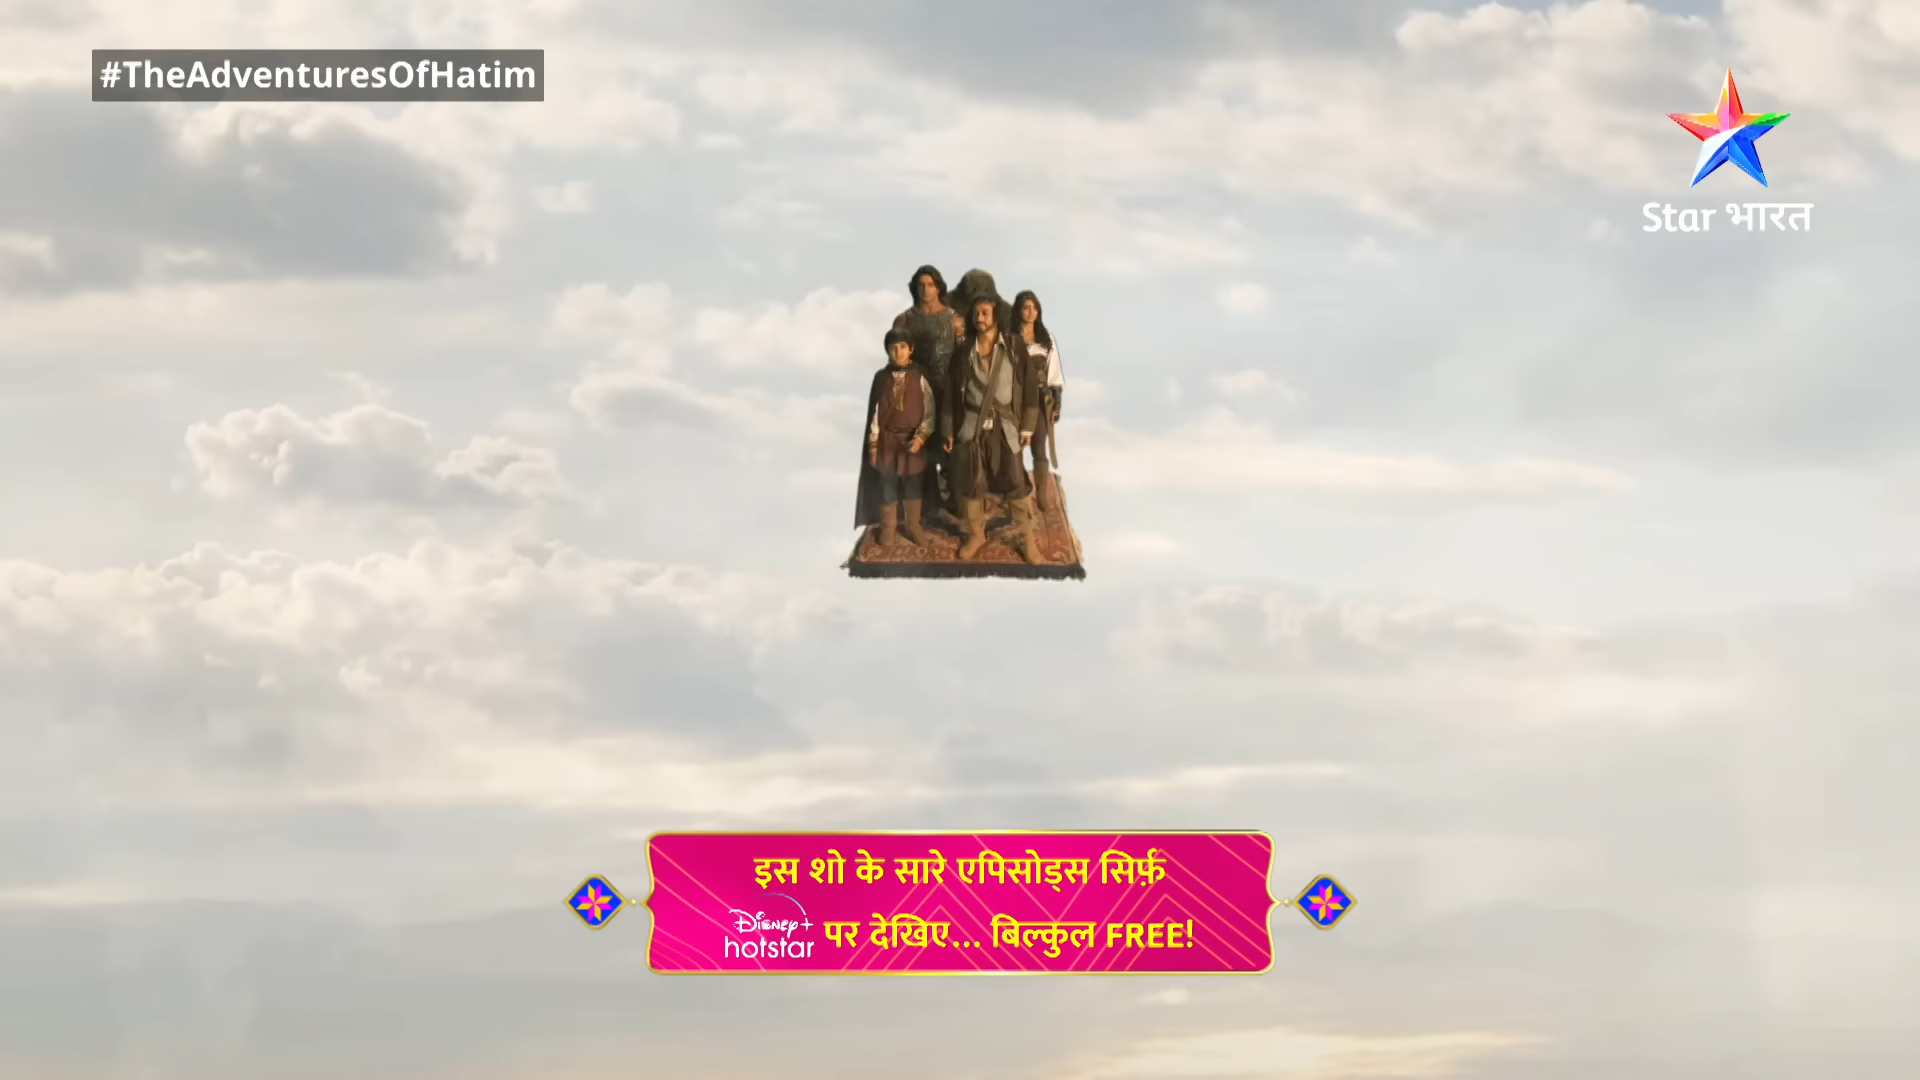 #TheAdventuresOfHatim
Star भारत
इस शो के सारे एपिसोड्स सिर्फ़
Disney+ hotstar पर देखिए... बिल्कुल FREE!